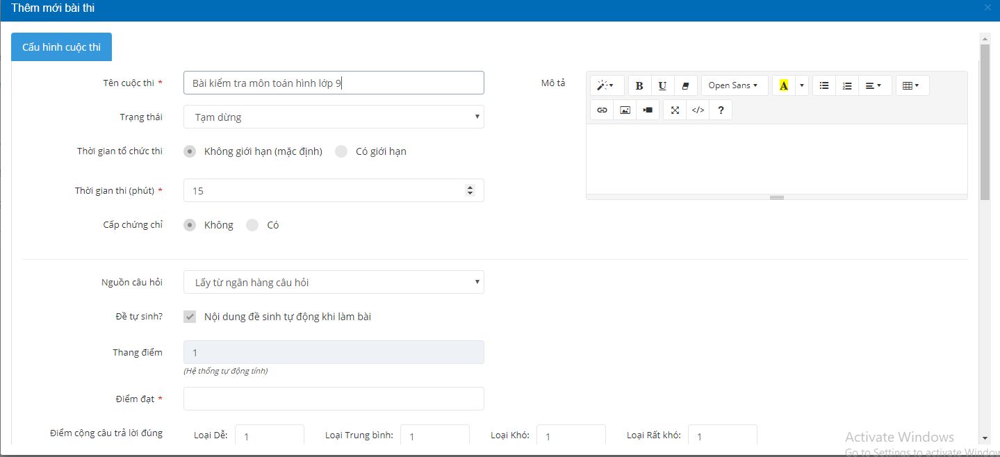 Thêm mới bài thi
Cấu hình cuộc thi
Tên cuộc thi *
Bài kiểm tra môn toán hình lớp 9
Mô tả
B U Open Sans A
</> ?
Trạng thái
Tạm dừng
Thời gian tổ chức thi
Không giới hạn (mặc định) Có giới hạn
Thời gian thi (phút) *
15
Cấp chứng chỉ
Không Có
Nguồn câu hỏi
Lấy từ ngân hàng câu hỏi
Đề tự sinh?
Nội dung đề sinh tự động khi làm bài
Thang điểm
1
(Hệ thống tự động tính)
Điểm đạt *
Điểm cộng câu trả lời đúng
Loại Dễ: 1 Loại Trung bình: 1 Loại Khó: 1 Loại Rất khó: 1
Activate Windows
Go to Settings to activate Window